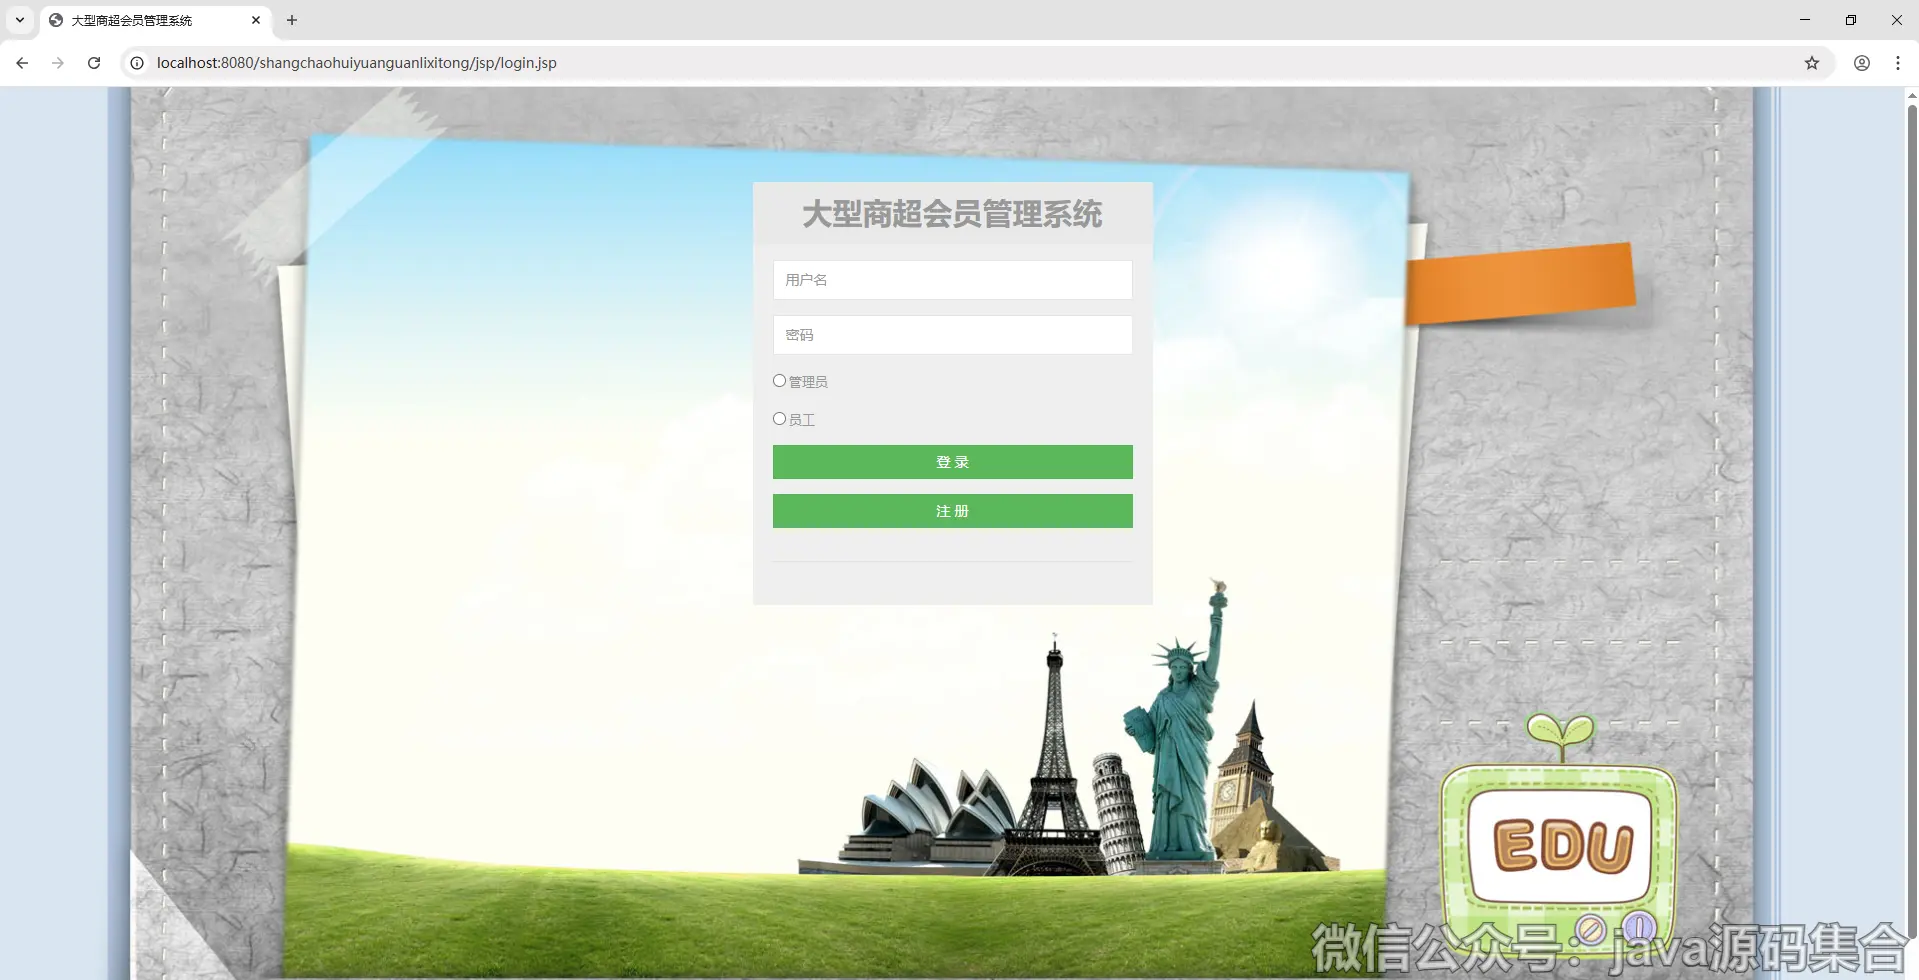 大型商超会员管理系统
localhost:8080/shangchaohuiyuanguanlixitong/jsp/login.jsp
大型商超会员管理系统
用户名
密码
管理员
员工
登 录
注 册
EDU
微信公众号：java源码集合